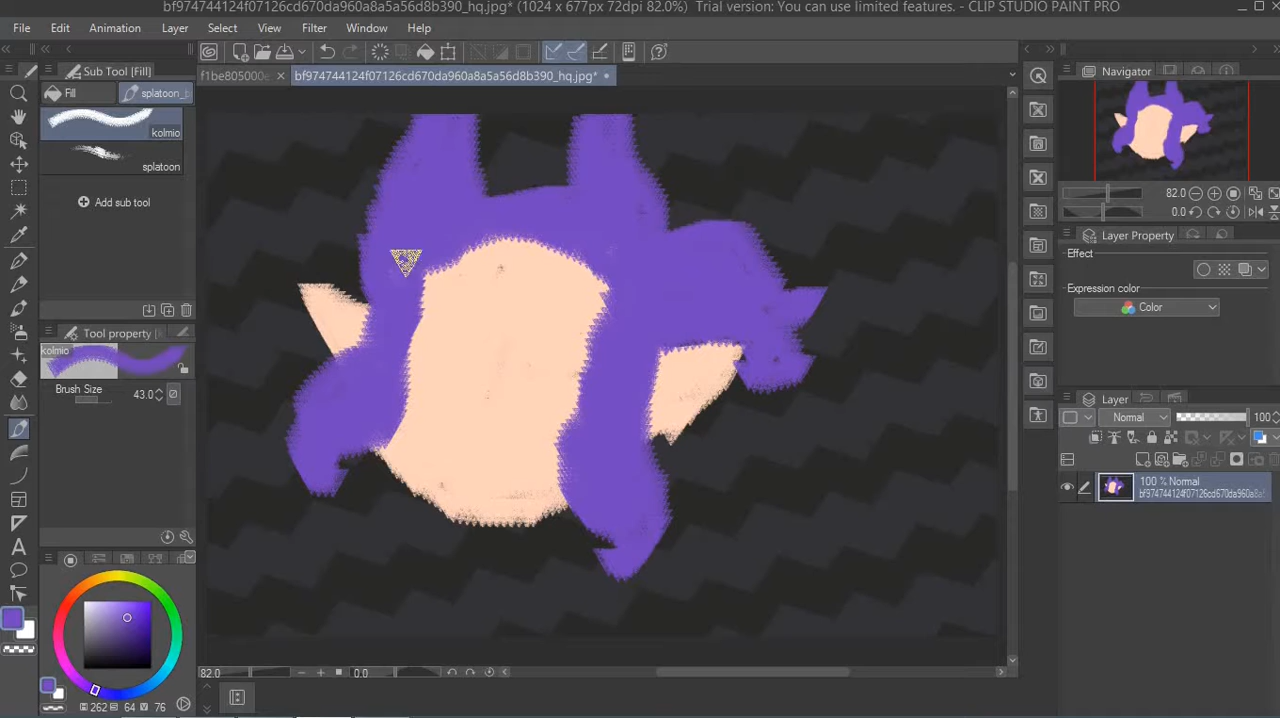 bf974744124f07126cd670da960a8a5a56d8b390_hq.jpg* (1024 x 677px 72dpi 82.0%) Trial version: You can use limited features. - CLIP STUDIO PAINT PRO
File Edit Animation Layer Select View Filter Window Help
Sub Tool [Fill]
f1be805000
bf974744124f07126cd670da960a8a5a56d8b390_hq.jpg*
Navigator
Fill
splatoon_b
kolmio
splatoon
Add sub tool
82.0
0.0
Layer Property
Effect
Expression color
Color
Tool property
kolmio
Brush Size
43.0
Layer
Normal
100
100 % Normal
bf974744124f07126cd670da960a8a
82.0
0.0
H 262 S 64 V 76